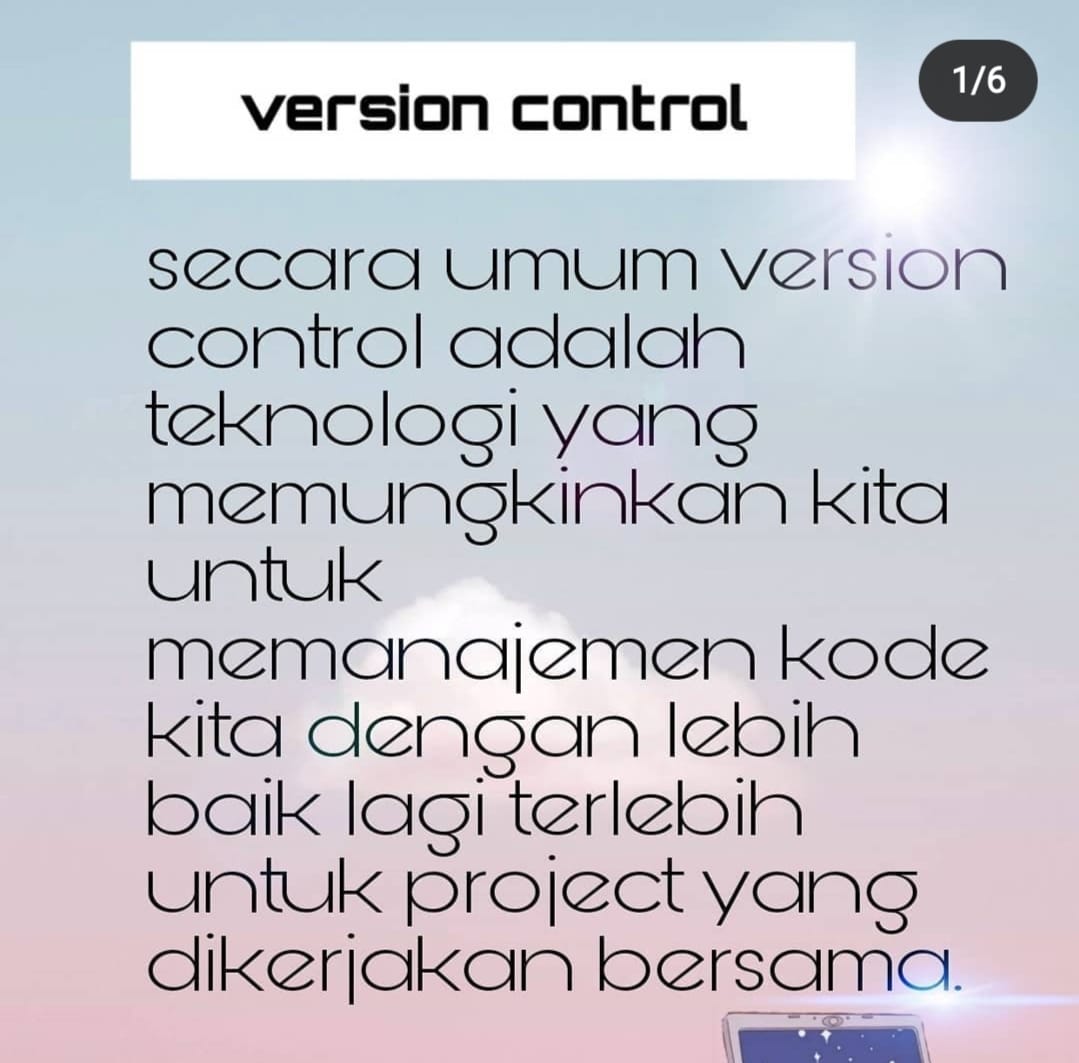 version control
1/6
secara umum version
control adalah
teknologi yang
memungkinkan kita
untuk
memanajemen kode
kita dengan lebih
baik lagi terlebih
untuk project yang
dikerjakan bersama.